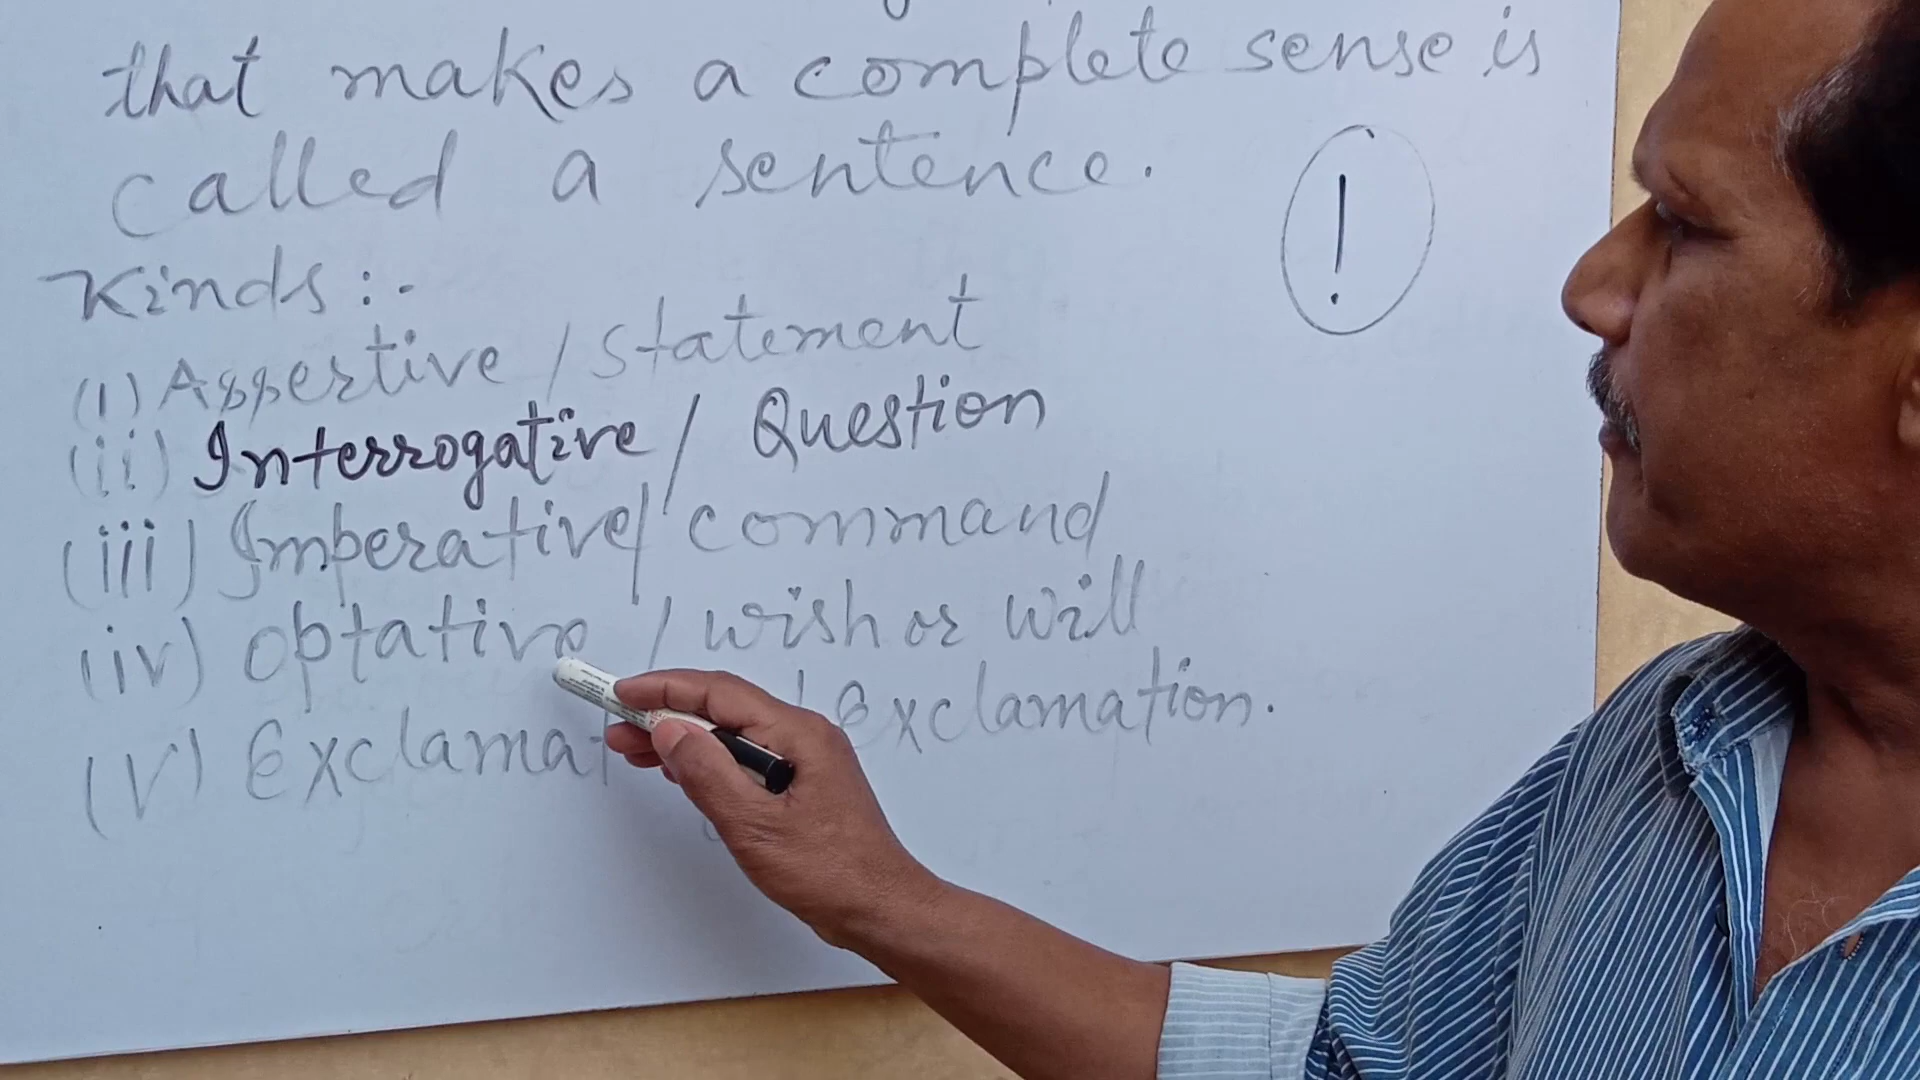 that makes a complete sense is
called a sentence.
!
Kinds :-
(i) Assertive / Statement
(ii) Interrogative / Question
(iii) Imperative / command
(iv) Optative / wish or will
(v) Exclamat / Exclamation.